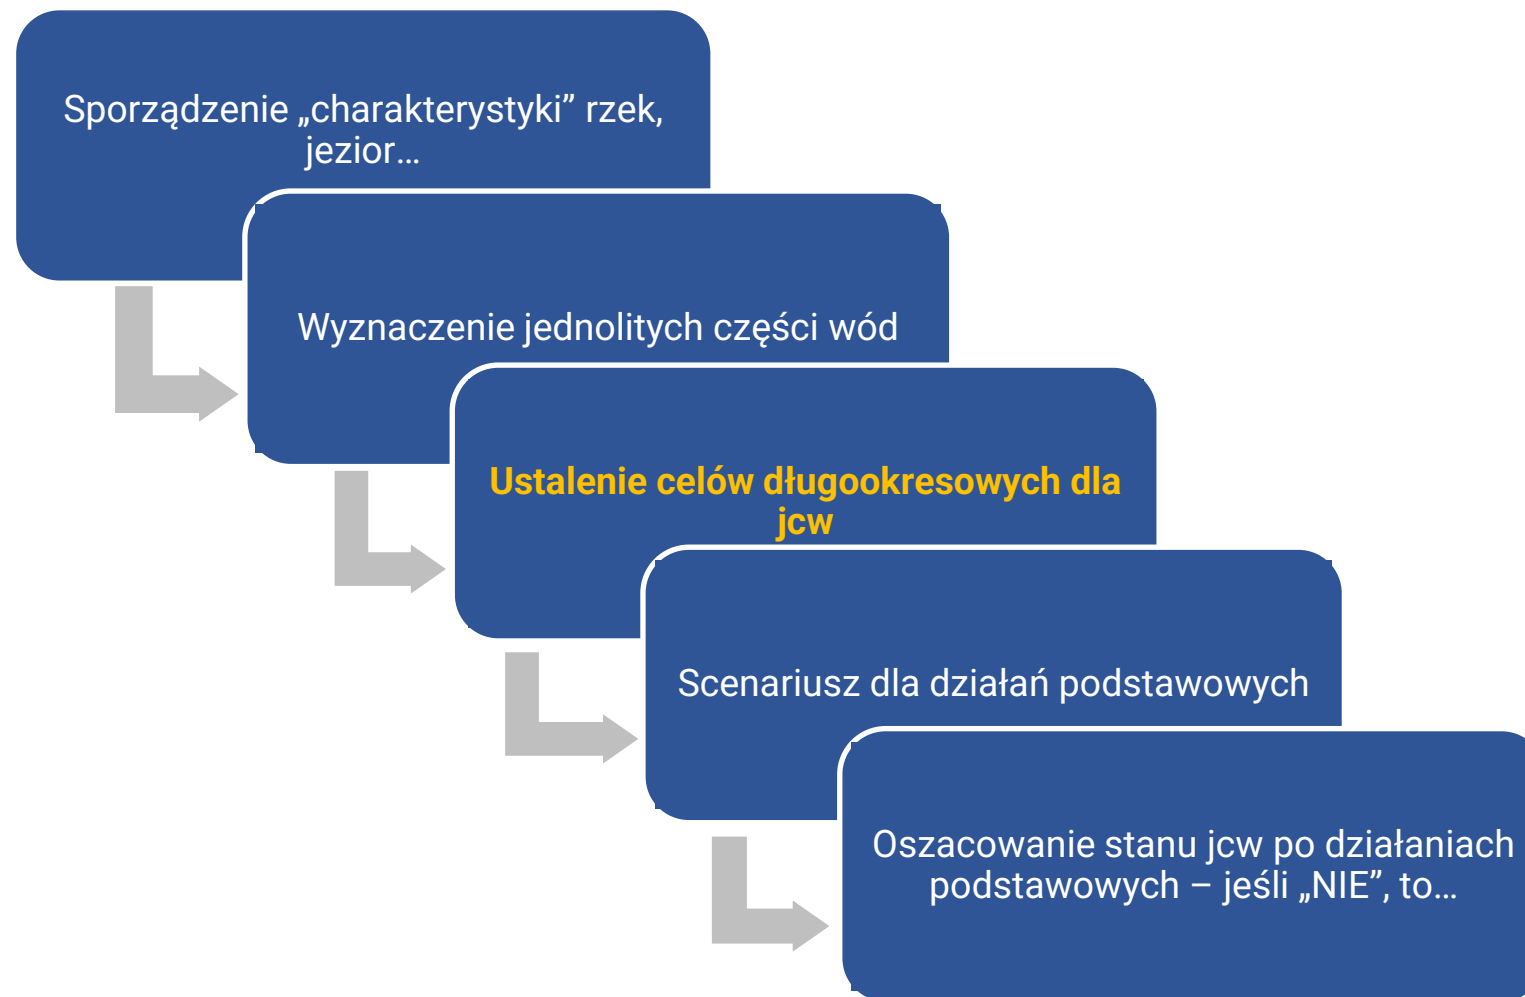 Sporządzenie „charakterystyki” rzek,
jezior…
Wyznaczenie jednolitych części wód
Ustalenie celów długookresowych dla
jcw
Scenariusz dla działań podstawowych
Oszacowanie stanu jcw po działaniach
podstawowych – jeśli „NIE”, to…